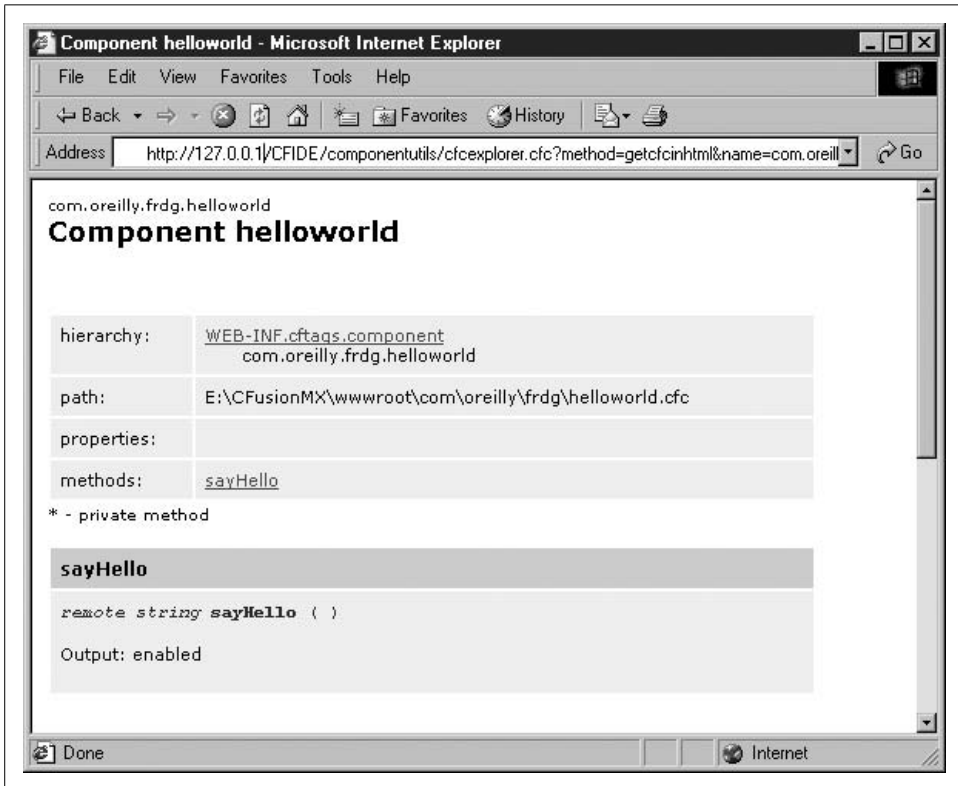 Component helloworld - Microsoft Internet Explorer
File Edit View Favorites Tools Help
Back Favorites History
Address http://127.0.0.1/CFIDE/componentutils/cfcexplorer.cfc?method=getcfcinhtml&name=com.oreill Go
com.oreilly.frdg.helloworld
Component helloworld
hierarchy: WEB-INF.cftags.component
com.oreilly.frdg.helloworld
path: E:\CFusionMX\wwwroot\com\oreilly\frdg\helloworld.cfc
properties:
methods: sayHello
* - private method
sayHello
remote string sayHello ( )
Output: enabled
Done Internet